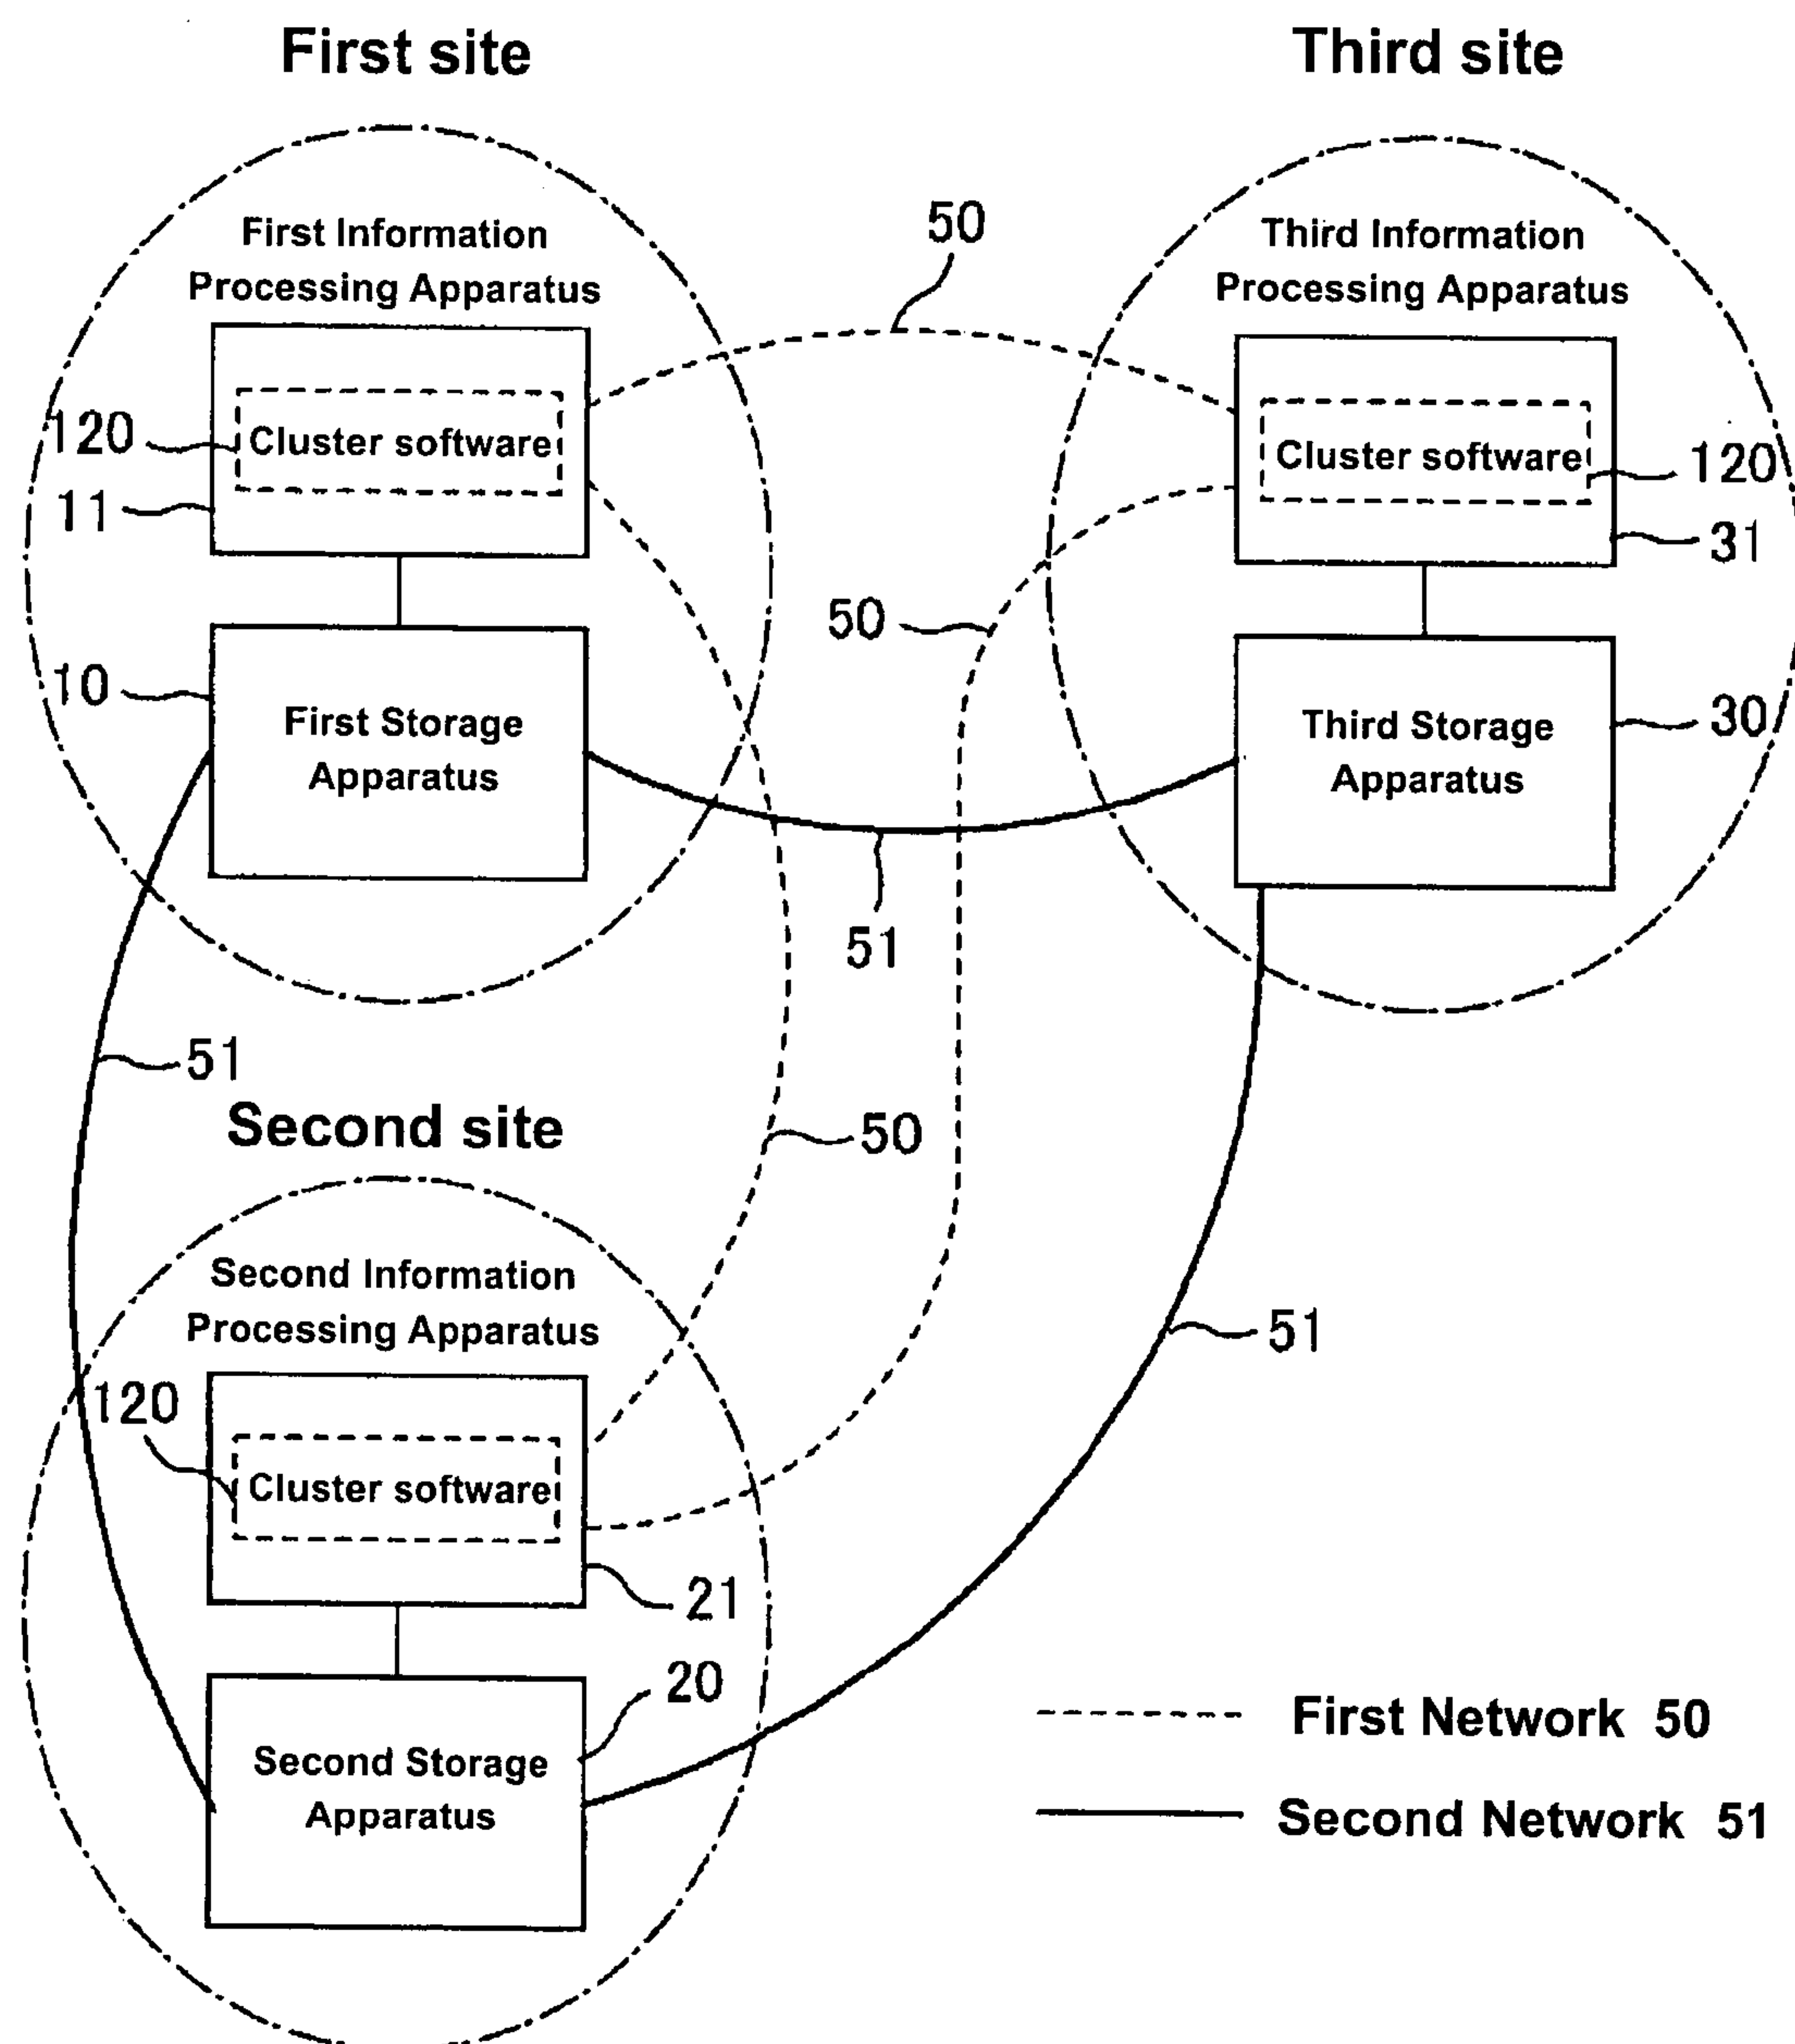 First site
Third site
First Information
Processing Apparatus
Third Information
Processing Apparatus
50
120
Cluster software
11
Cluster software
120
31
50
10
First Storage
Apparatus
Third Storage
Apparatus
30
51
51
Second site
50
Second Information
Processing Apparatus
51
120
Cluster software
21
20
Second Storage
Apparatus
First Network 50
Second Network 51